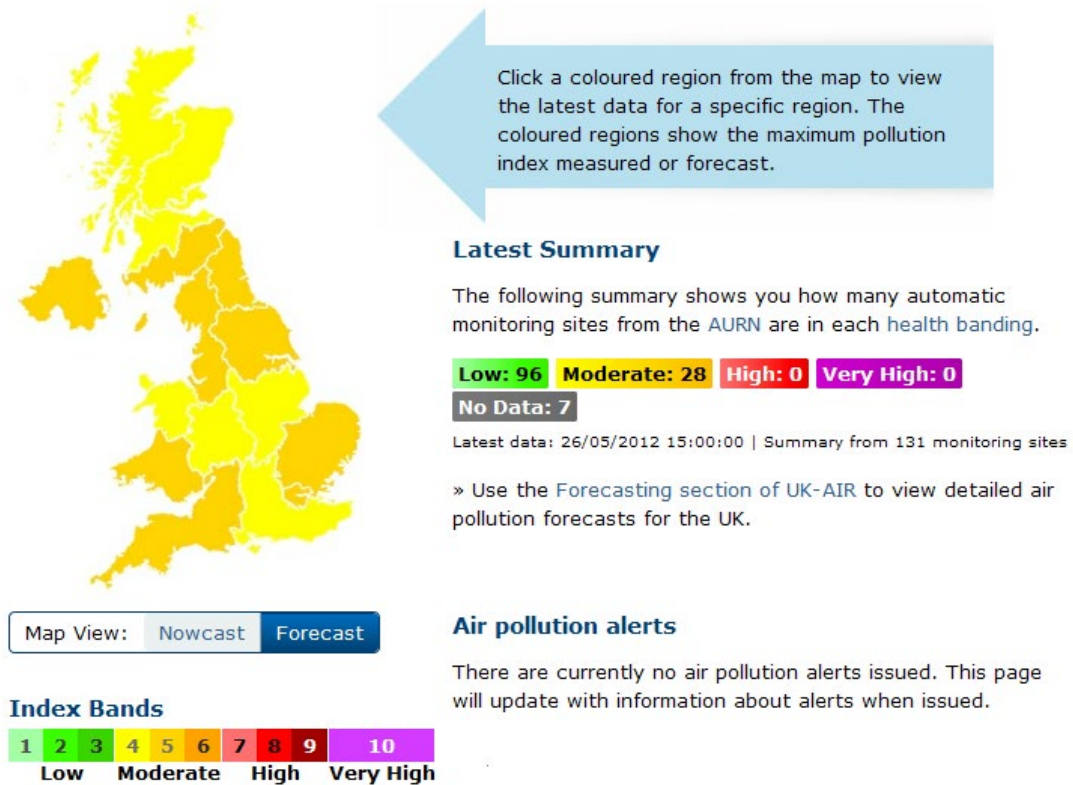 Click a coloured region from the map to view
the latest data for a specific region. The
coloured regions show the maximum pollution
index measured or forecast.
Latest Summary
The following summary shows you how many automatic
monitoring sites from the AURN are in each health banding.
Low: 96 Moderate: 28 High: 0 Very High: 0
No Data: 7
Latest data: 26/05/2012 15:00:00 | Summary from 131 monitoring sites
» Use the Forecasting section of UK-AIR to view detailed air
pollution forecasts for the UK.
Map View: Nowcast Forecast
Air pollution alerts
There are currently no air pollution alerts issued. This page
will update with information about alerts when issued.
Index Bands
1 2 3 4 5 6 7 8 9 10
Low Moderate High Very High